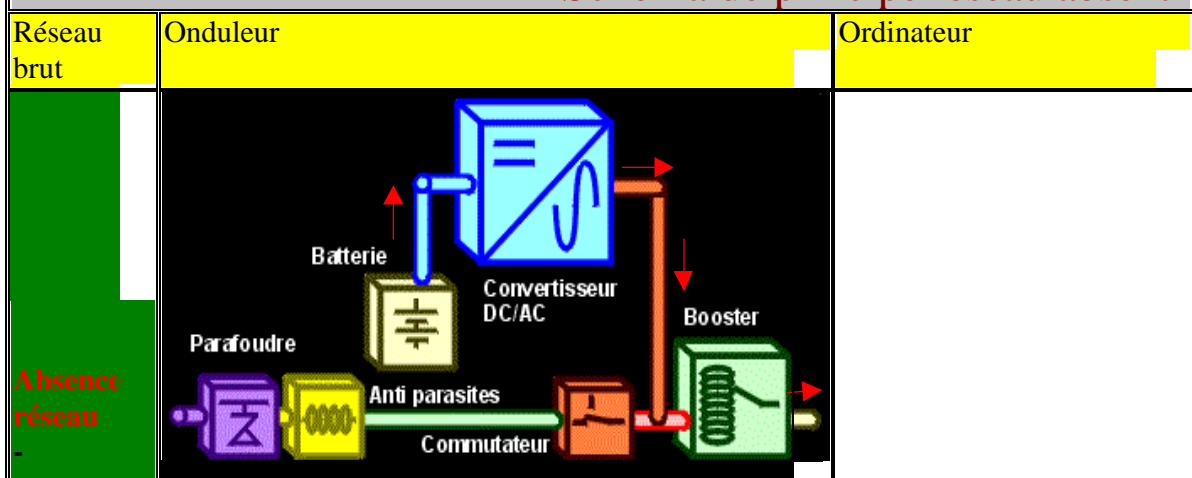 Réseau
brut
Onduleur
Ordinateur
Batterie
Convertisseur
DC/AC
Booster
Parafoudre
Anti parasites
Commutateur
Absence
réseau
-